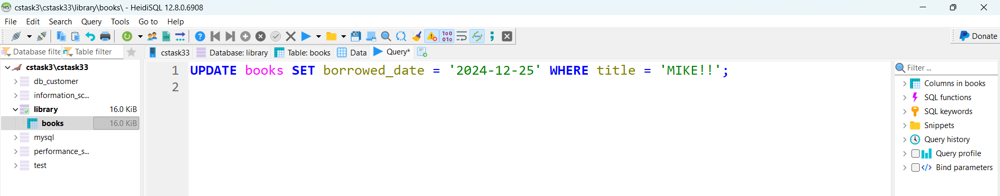 cstask3\cstask33\library\books\ - HeidiSQL 12.8.0.6908
File Edit Search Query Tools Go to Help
Donate
Database filte Table filter
cstask33 Database: library Table: books Data Query*
cstask3\cstask33
db_customer
information_sc...
library 16.0 KiB
books 16.0 KiB
mysql
performance_s...
test
1 UPDATE books SET borrowed_date = '2024-12-25' WHERE title = 'MIKE!!';
2
Filter ...
Columns in books
SQL functions
SQL keywords
Snippets
Query history
Query profile
Bind parameters